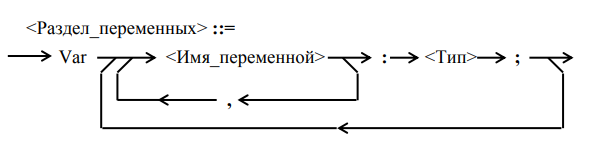 <Раздел_переменных> ::=
Var <Имя_переменной> : <Тип> ;
,